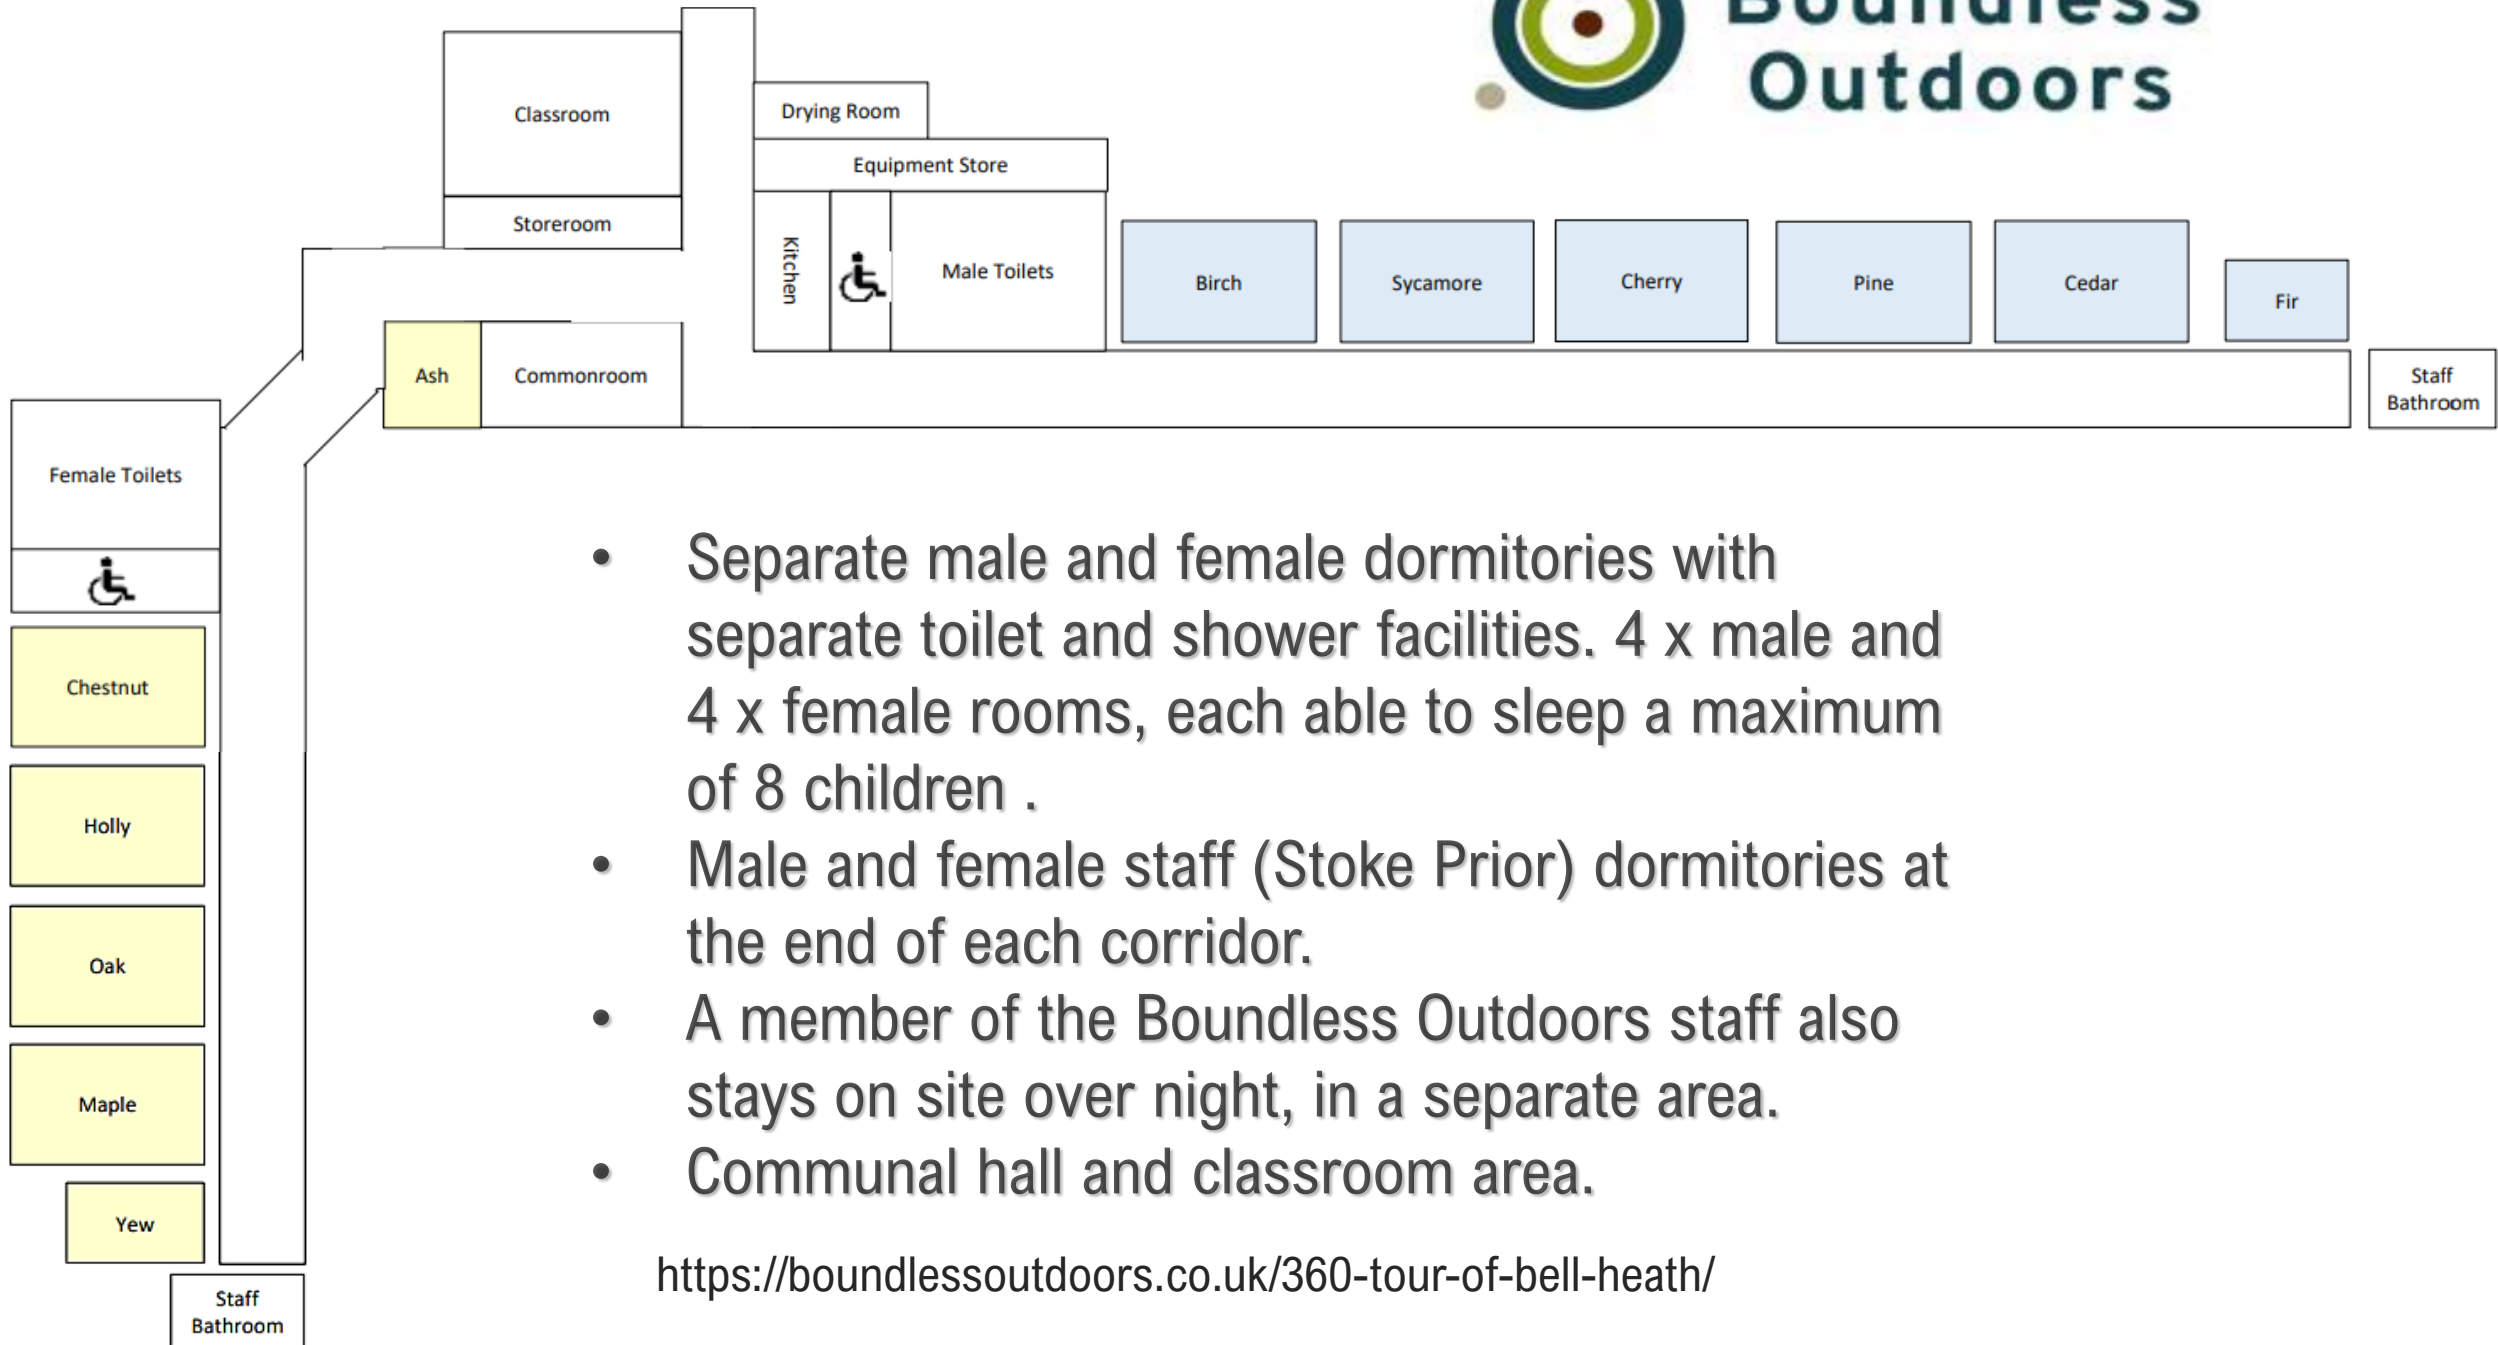 Boundless
Outdoors
Classroom
Drying Room
Equipment Store
Storeroom
Kitchen
Male Toilets
Birch
Sycamore
Cherry
Pine
Cedar
Fir
Ash
Commonroom
Staff
Bathroom
Female Toilets
Chestnut
Holly
Oak
Maple
Yew
Staff
Bathroom
• Separate male and female dormitories with
separate toilet and shower facilities. 4 x male and
4 x female rooms, each able to sleep a maximum
of 8 children .
• Male and female staff (Stoke Prior) dormitories at
the end of each corridor.
• A member of the Boundless Outdoors staff also
stays on site over night, in a separate area.
• Communal hall and classroom area.
https://boundlessoutdoors.co.uk/360-tour-of-bell-heath/